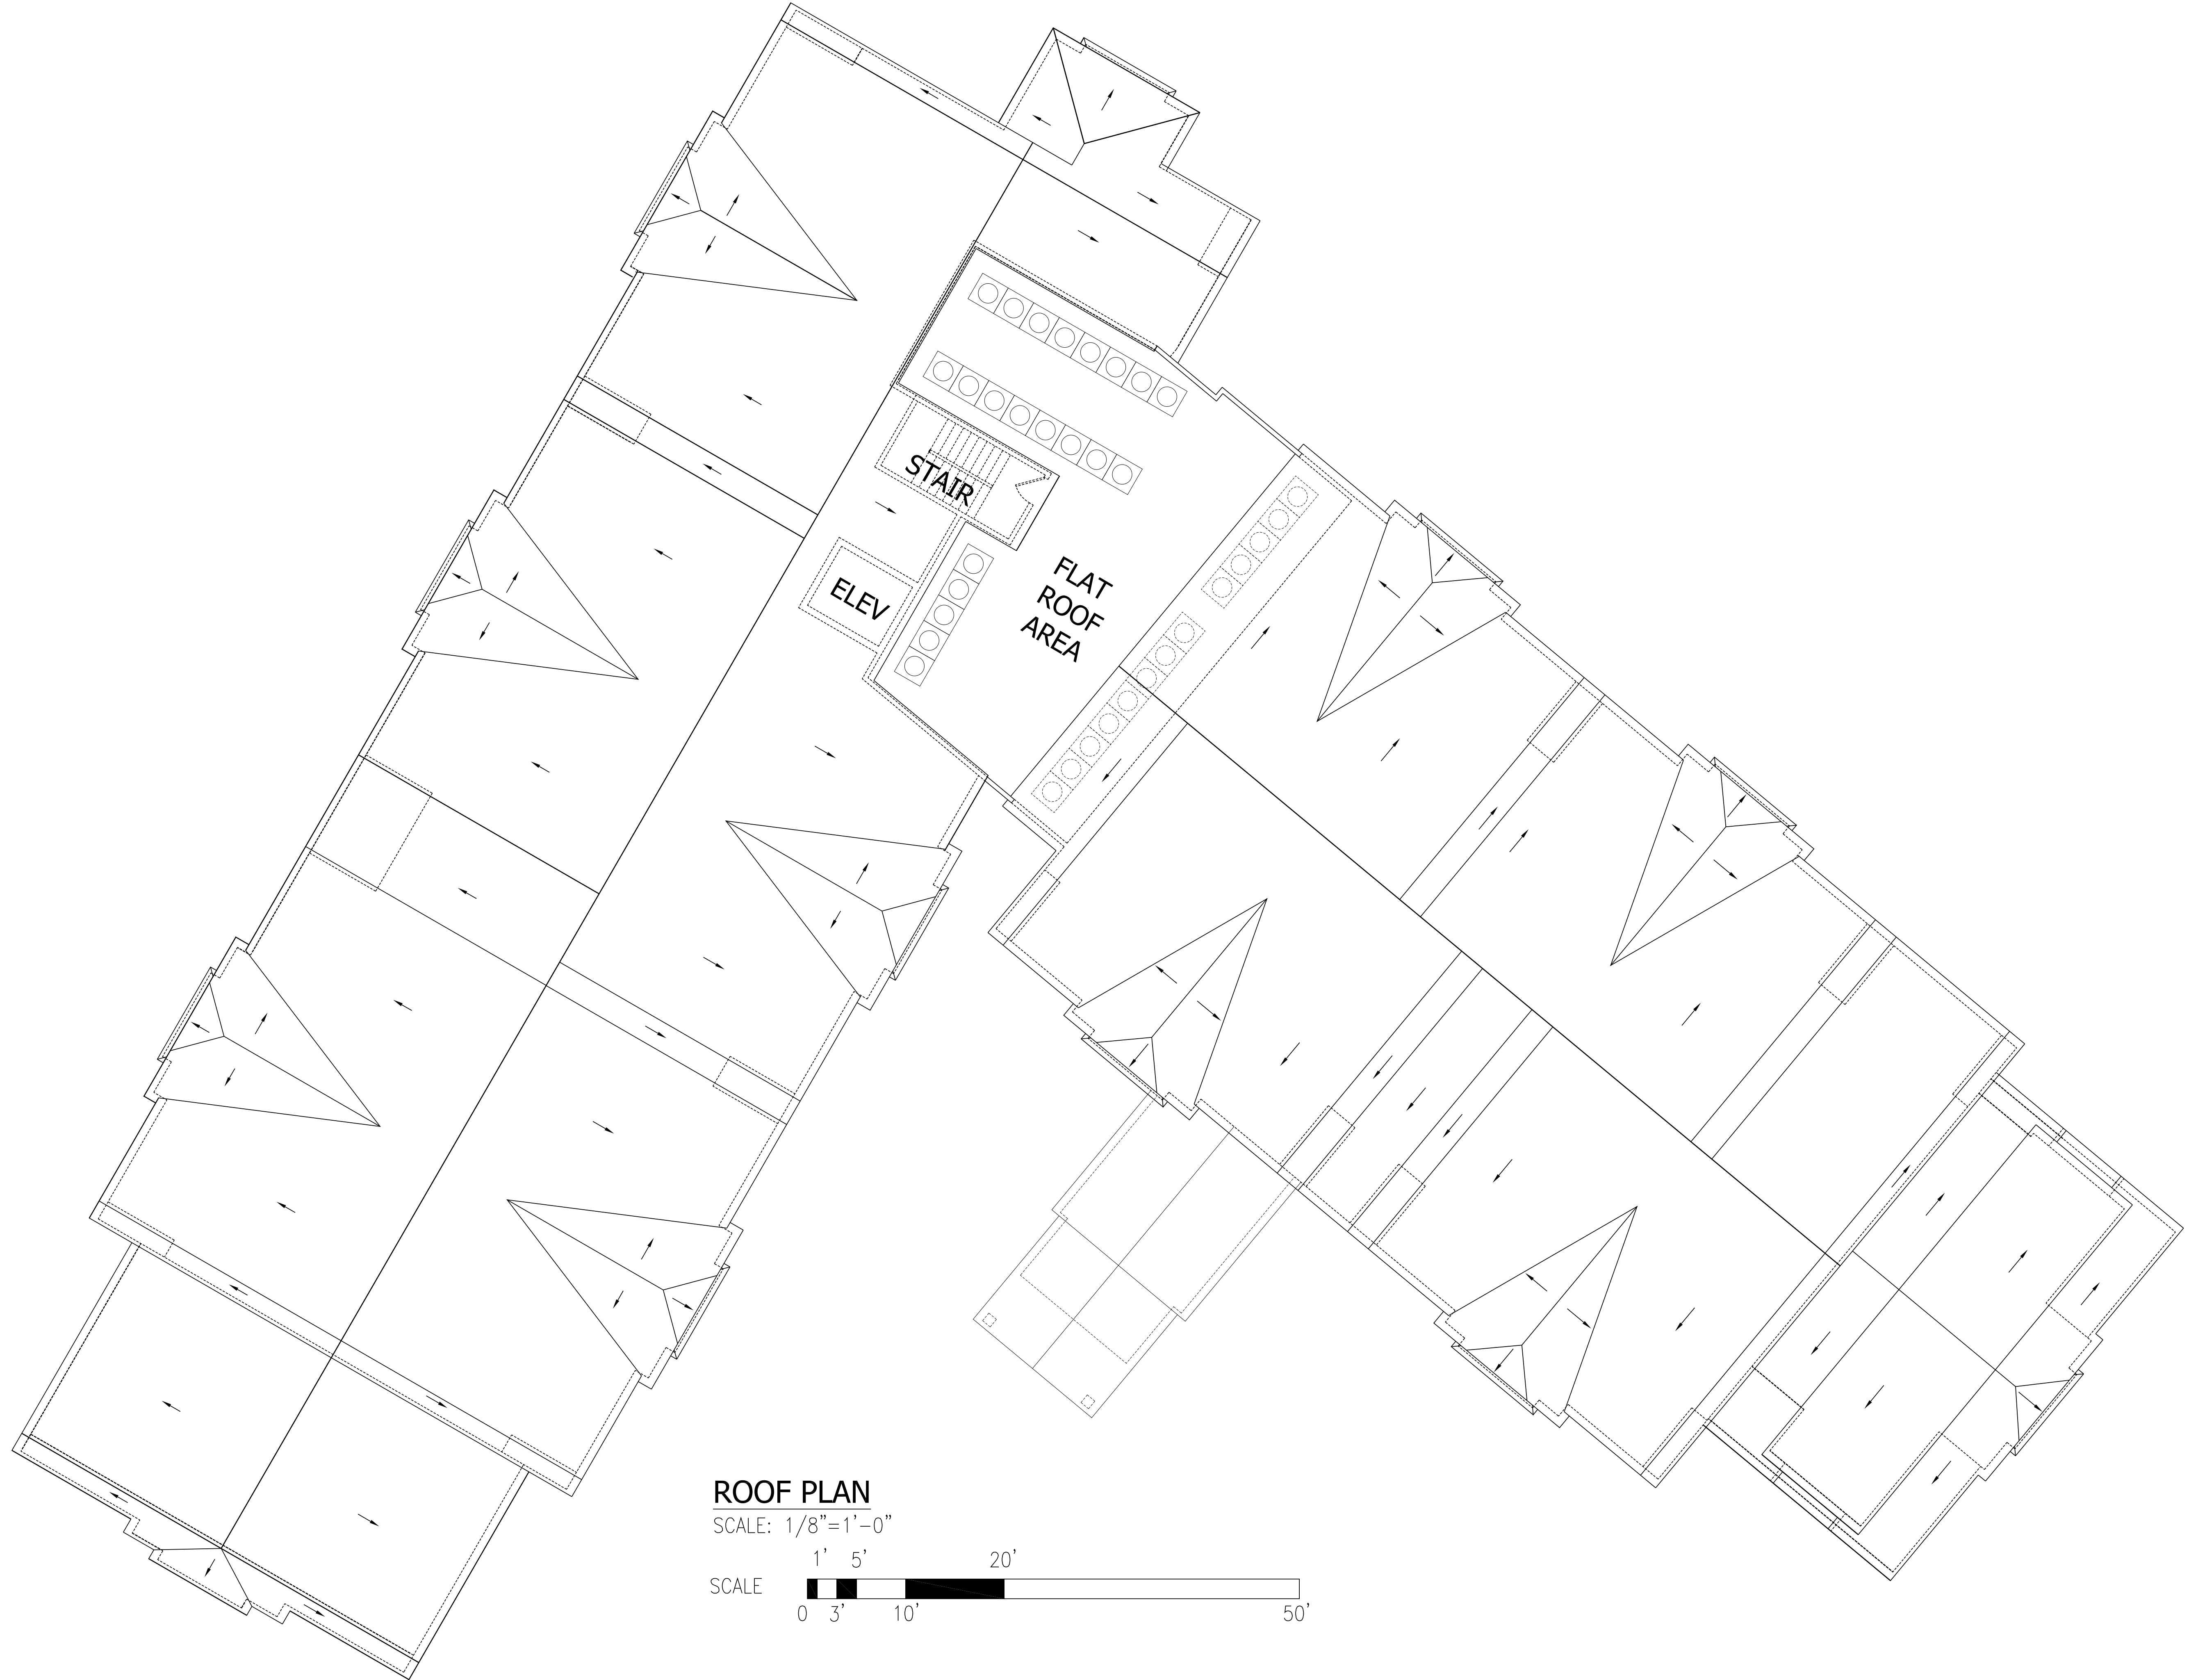 STAIR
ELEV
FLAT
ROOF
AREA
ROOF PLAN
SCALE: 1/8"=1'-0"
1' 5' 20'
SCALE
0 3' 10' 50'